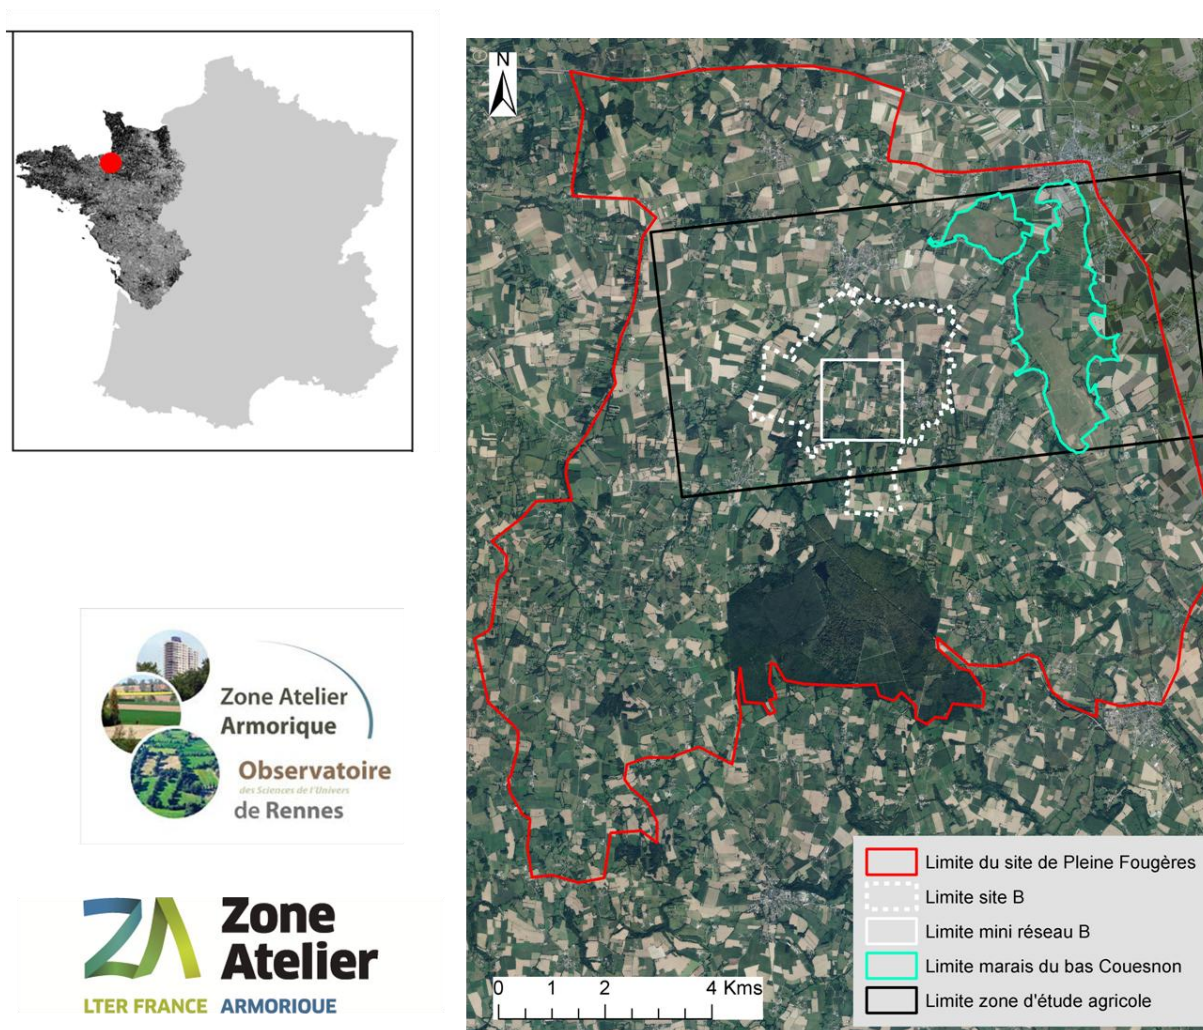 Zone Atelier
Armorique
Observatoire
des Sciences de l'Univers
de Rennes
ZA Zone
Atelier
LTER FRANCE ARMORIQUE
N
0 1 2 4 Kms
Limite du site de Pleine Fougères
Limite site B
Limite mini réseau B
Limite marais du bas Couesnon
Limite zone d'étude agricole